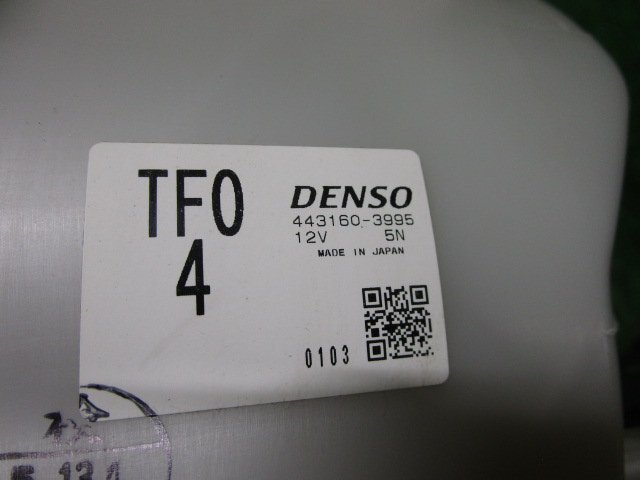 TF0
4
DENSO
443160-3995
12V 5N
MADE IN JAPAN
0103